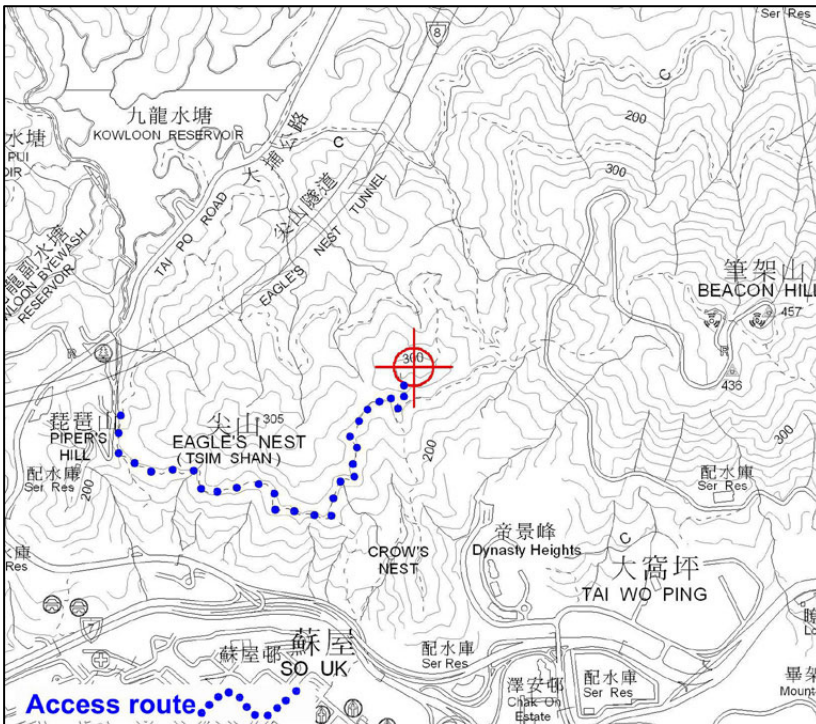 Ser Res
8
九龍水塘
KOWLOON RESERVOIR
水塘
PUI
OIR
大埔公路
C
C
200
300
尖山隧道
TAI PO ROAD
EAGLE'S NEST TUNNEL
九龍副水塘
WLOON BYEWASH
RESERVOIR
筆架山
BEACON HILL
457
436
300
琵琶山
PIPER'S
HILL
尖山 305
EAGLE'S NEST
(TSIM SHAN)
配水庫
Ser Res
200
200
300
配水庫
Ser Res
CROW'S
NEST
帝景峰
Dynasty Heights
C
大窩坪
TAI WO PING
水庫
Res
7
蘇屋邨
蘇屋
SO UK
配水庫
Ser Res
澤安邨
Chak On
Estate
配水庫
Ser Res
Lo
畢架
Mount
Access route